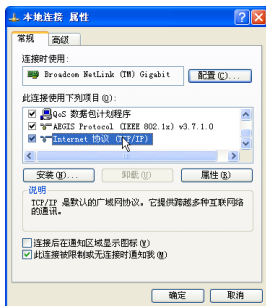 本地连接 属性
常规 高级
连接时使用:
Broadcom NetLink (TM) Gigabit 配置(C)...
此连接使用下列项目(O):
QoS 数据包计划程序
AEGIS Protocol (IEEE 802.1x) v3.7.1.0
Internet 协议 (TCP/IP)
安装(N)... 卸载(U) 属性(R)
说明
TCP/IP 是默认的广域网协议。它提供跨越多种互联网络
的通讯。
连接后在通知区域显示图标(W)
此连接被限制或无连接时通知我(M)
确定 取消